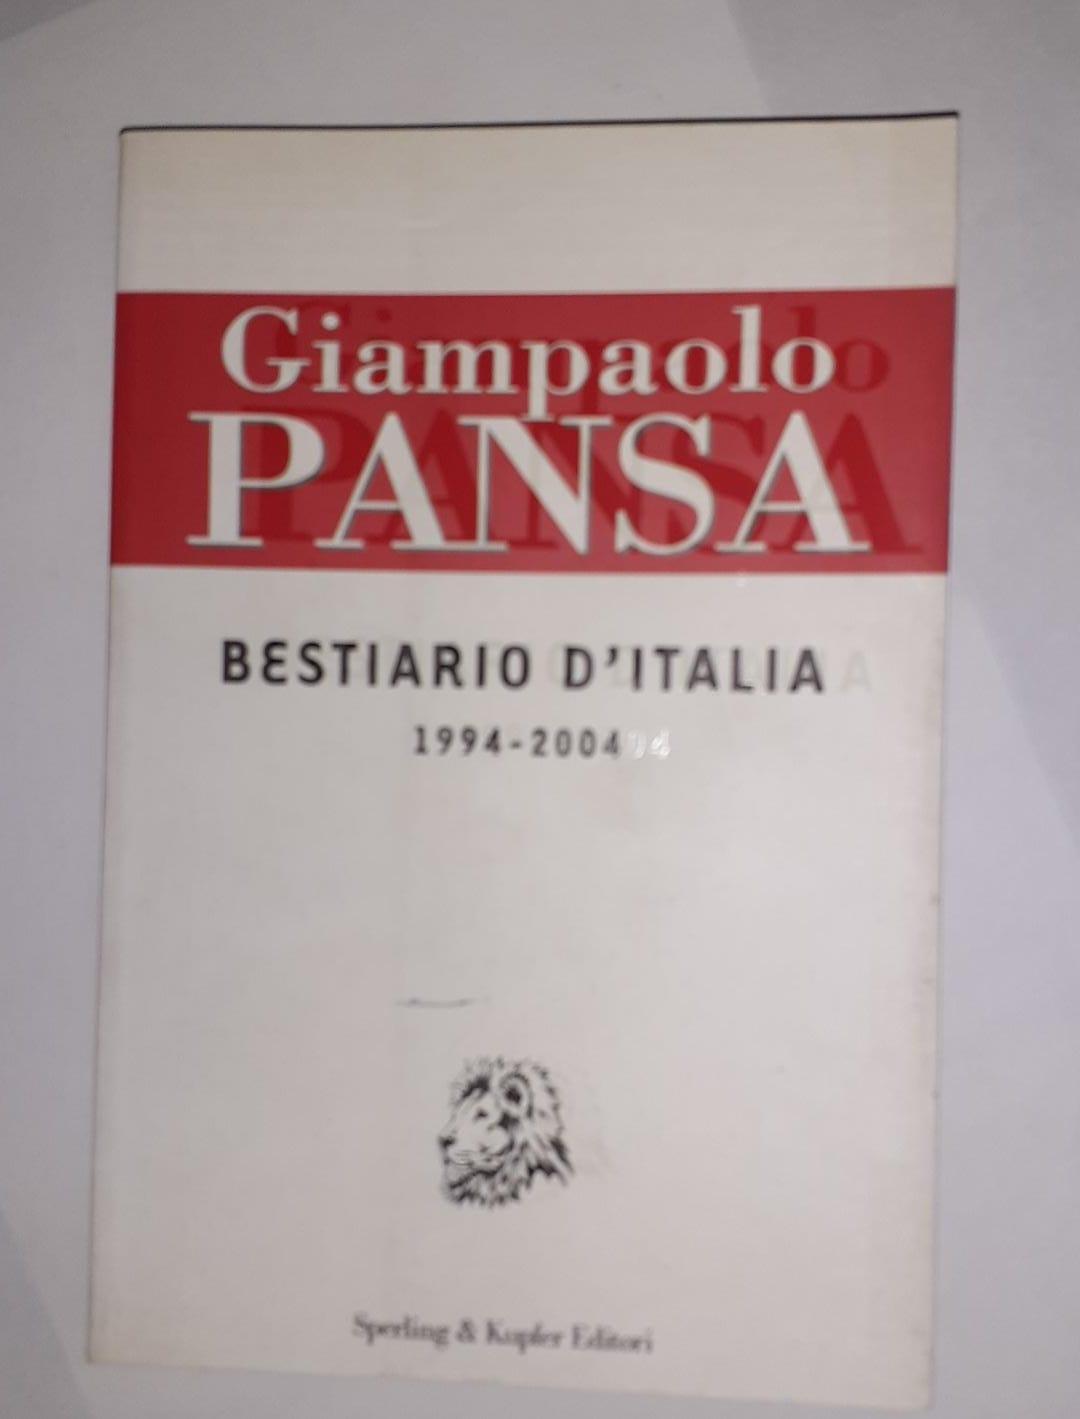 Giampaolo
PANSA
BESTIARIO D'ITALIA
1994-2004
Sperling & Kupfer Editori